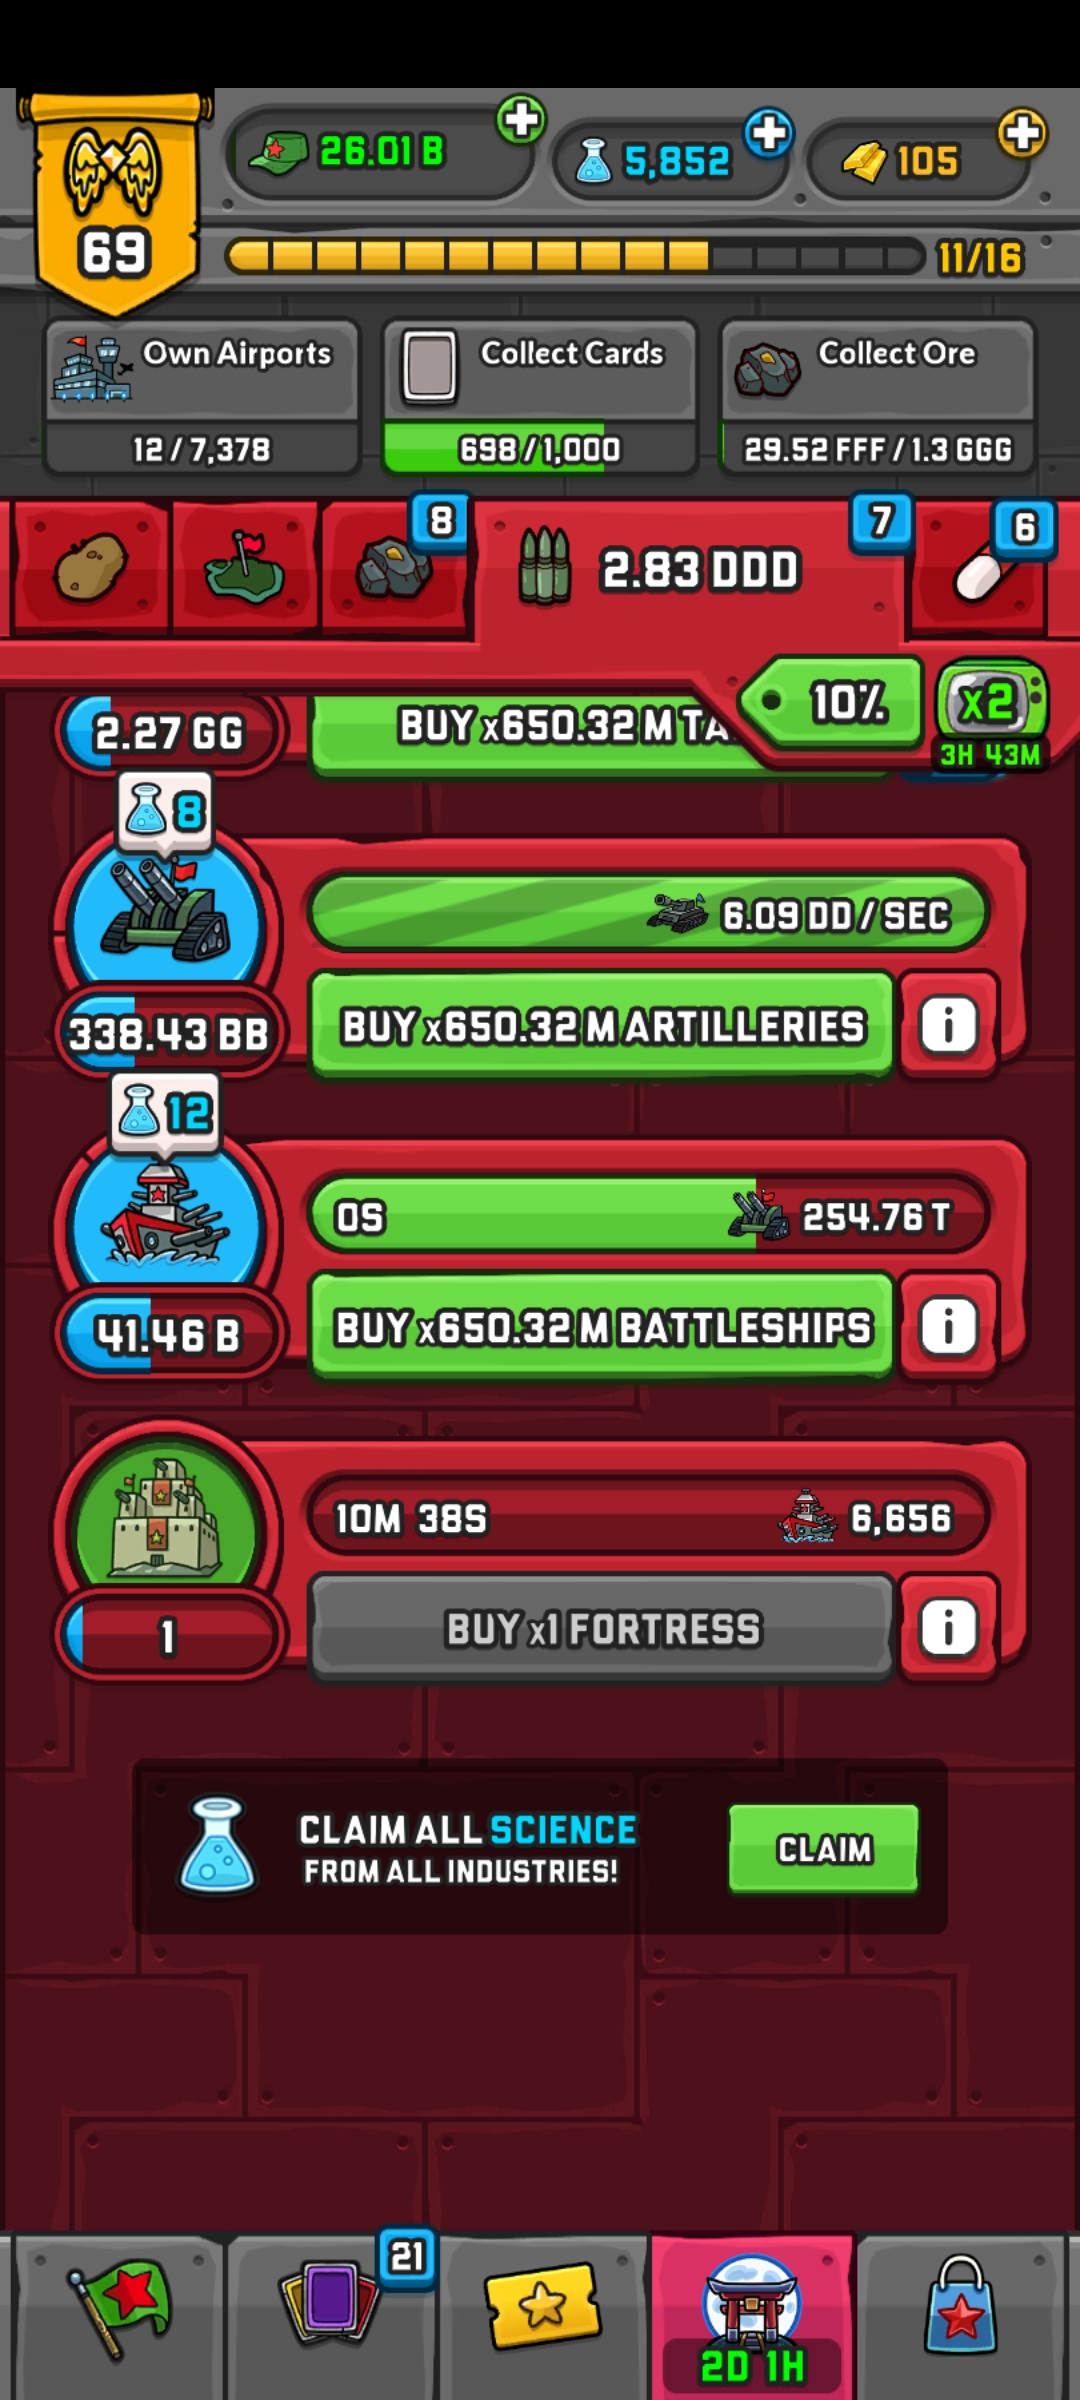 26.01 B
5,852
105
69
11/16
Own Airports
Collect Cards
Collect Ore
12 / 7,378
698 / 1,000
29.52 FFF / 1.3 GGG
8
2.83 DDD
7
6
10%
x2
3H 43M
2.27 GG
BUY x650.32 M TA
8
6.09 DD / SEC
338.43 BB
BUY x650.32 M ARTILLERIES
i
12
0S
254.76 T
41.46 B
BUY x650.32 M BATTLESHIPS
i
10M 38S
6,656
1
BUY x1 FORTRESS
i
CLAIM ALL SCIENCE
FROM ALL INDUSTRIES!
CLAIM
21
2D 1H